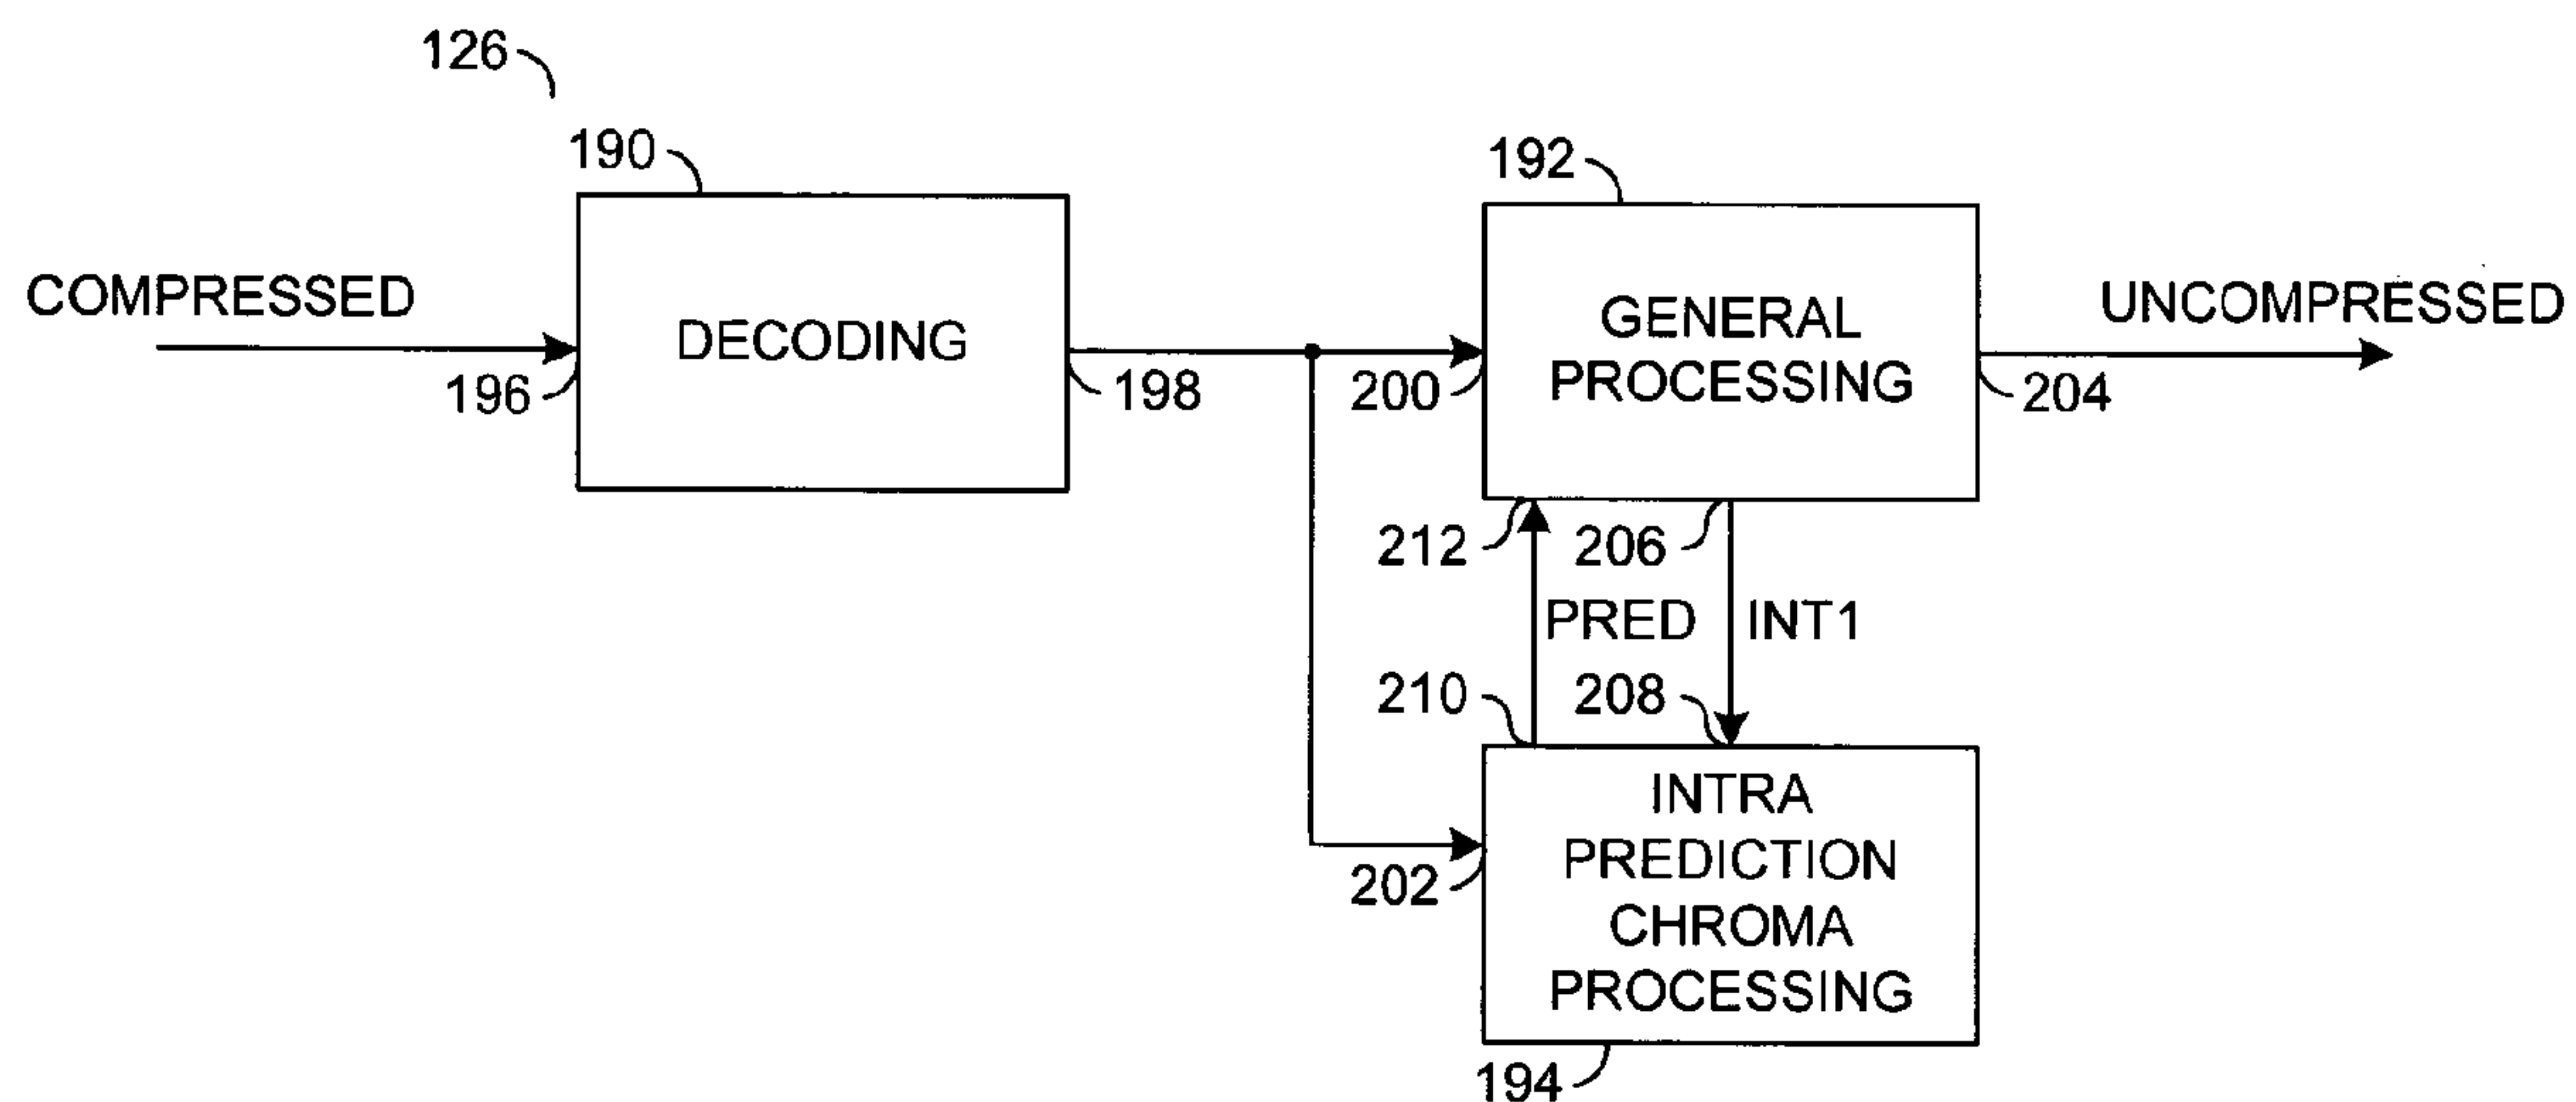 126
190
192
COMPRESSED
DECODING
GENERAL
PROCESSING
UNCOMPRESSED
196
198
200
204
212
206
PRED
INT1
210
208
202
INTRA
PREDICTION
CHROMA
PROCESSING
194